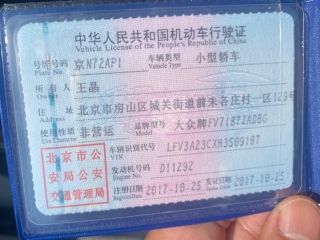 中华人民共和国机动车行驶证
Vehicle License of the People's Republic of China
号牌号码 京N72AP1 车辆类型 小型轿车
Plate No. Vehicle Type
所有人 王晶
Owner
住址 北京市房山区城关街道前朱各庄村一区129号
Address
使用性质 非营运 品牌型号 大众牌FV71872ADBG
Use Character Model
北京市公安局公安交通管理局
车辆识别代号 LFV3A23CXH3569197
VIN
发动机号码 D11292
Engine No.
注册日期 2017-10-25 发证日期 2017-10-25
Register Date Issue Date